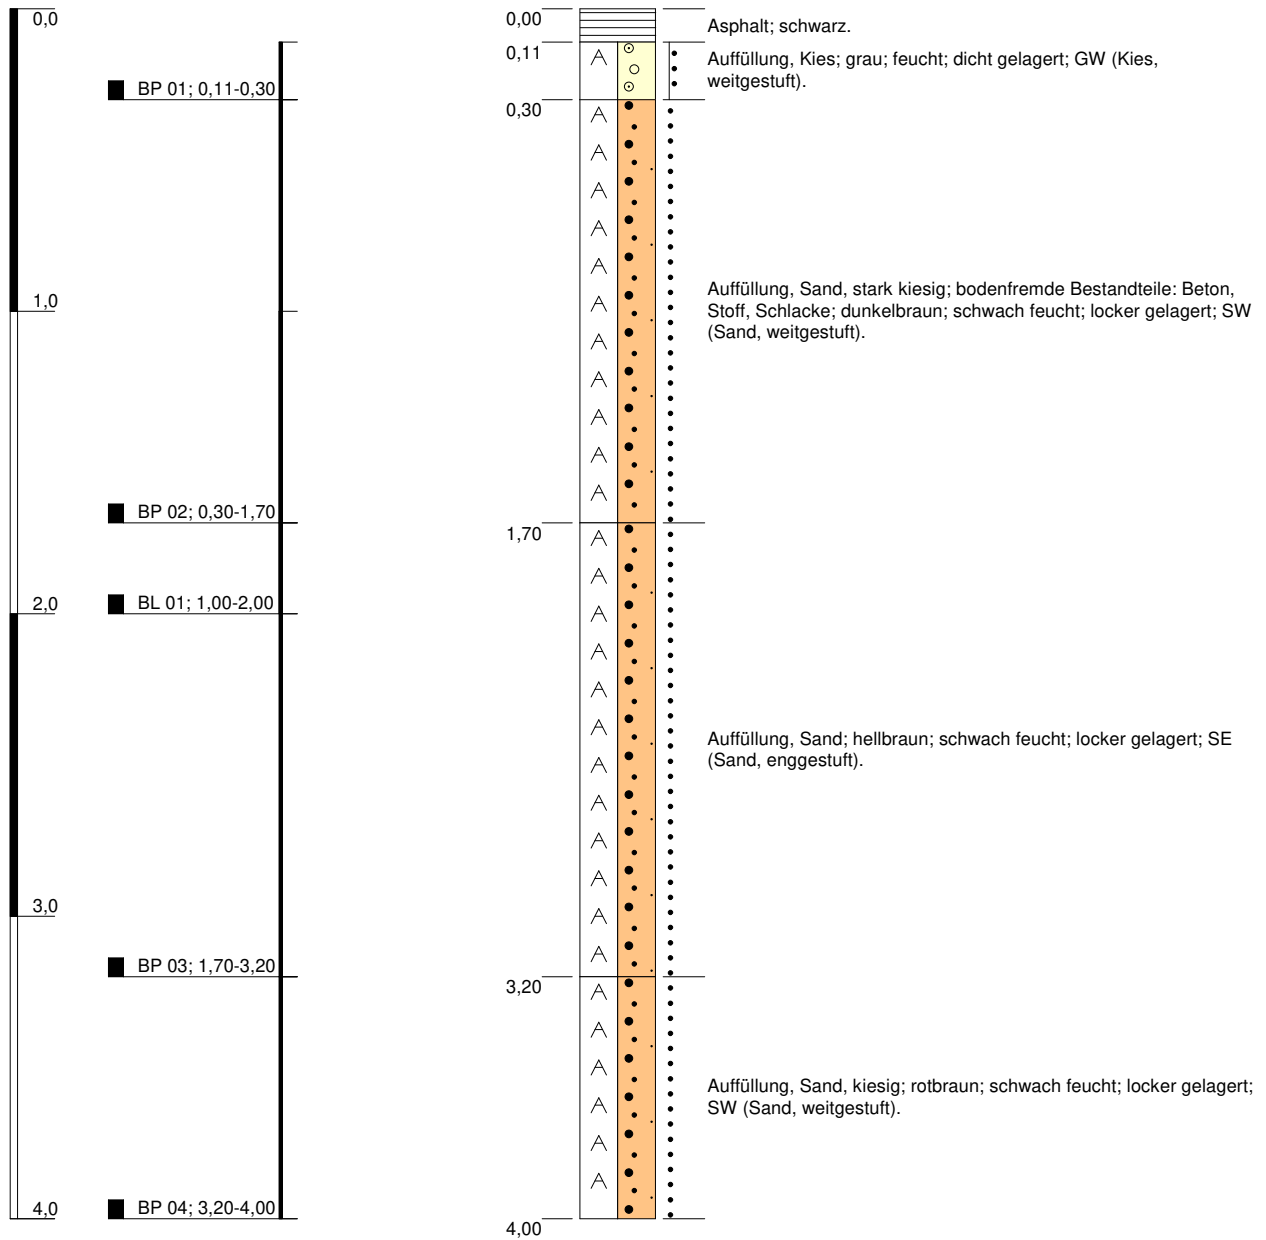 0,0
0,00
Asphalt; schwarz.
0,11
Auffüllung, Kies; grau; feucht; dicht gelagert; GW (Kies,
weitgestuft).
BP 01; 0,11-0,30
0,30
1,0
Auffüllung, Sand, stark kiesig; bodenfremde Bestandteile: Beton,
Stoff, Schlacke; dunkelbraun; schwach feucht; locker gelagert; SW
(Sand, weitgestuft).
BP 02; 0,30-1,70
1,70
2,0
BL 01; 1,00-2,00
Auffüllung, Sand; hellbraun; schwach feucht; locker gelagert; SE
(Sand, enggestuft).
3,0
BP 03; 1,70-3,20
3,20
Auffüllung, Sand, kiesig; rotbraun; schwach feucht; locker gelagert;
SW (Sand, weitgestuft).
4,0
BP 04; 3,20-4,00
4,00